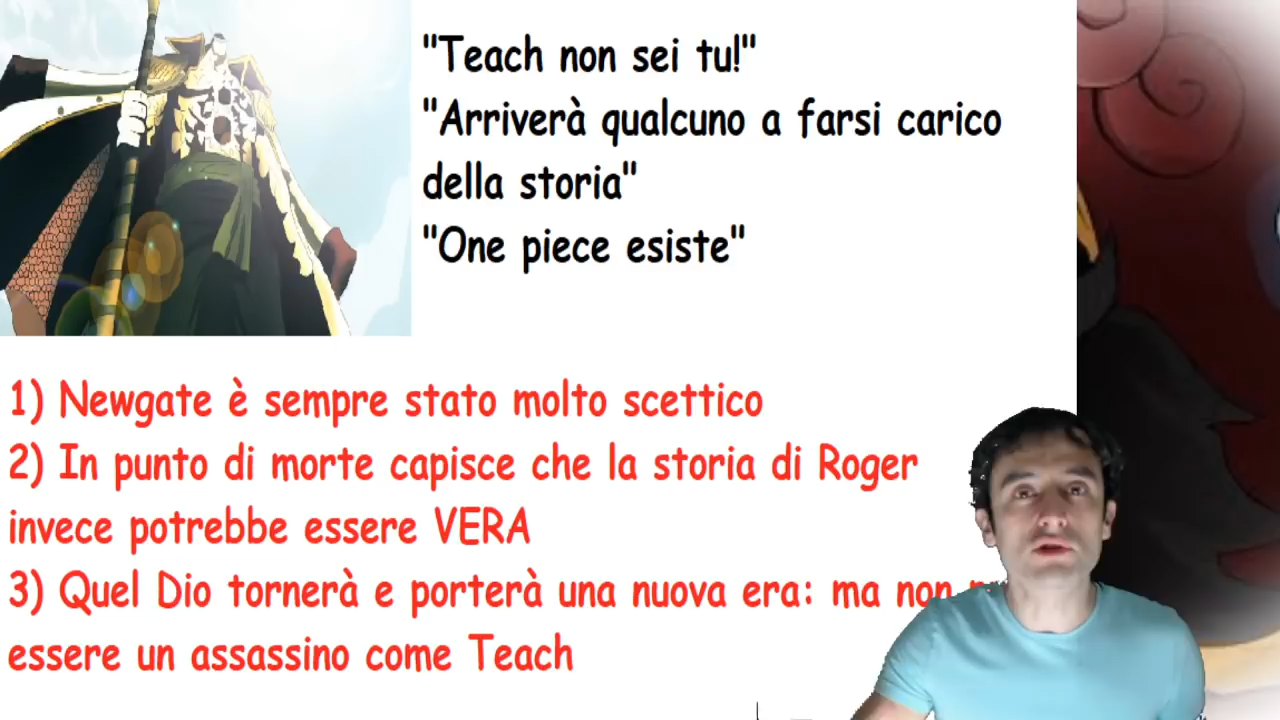 "Teach non sei tu!"
"Arriverà qualcuno a farsi carico
della storia"
"One piece esiste"
1) Newgate è sempre stato molto scettico
2) In punto di morte capisce che la storia di Roger
invece potrebbe essere VERA
3) Quel Dio tornerà e porterà una nuova era: ma non
essere un assassino come Teach